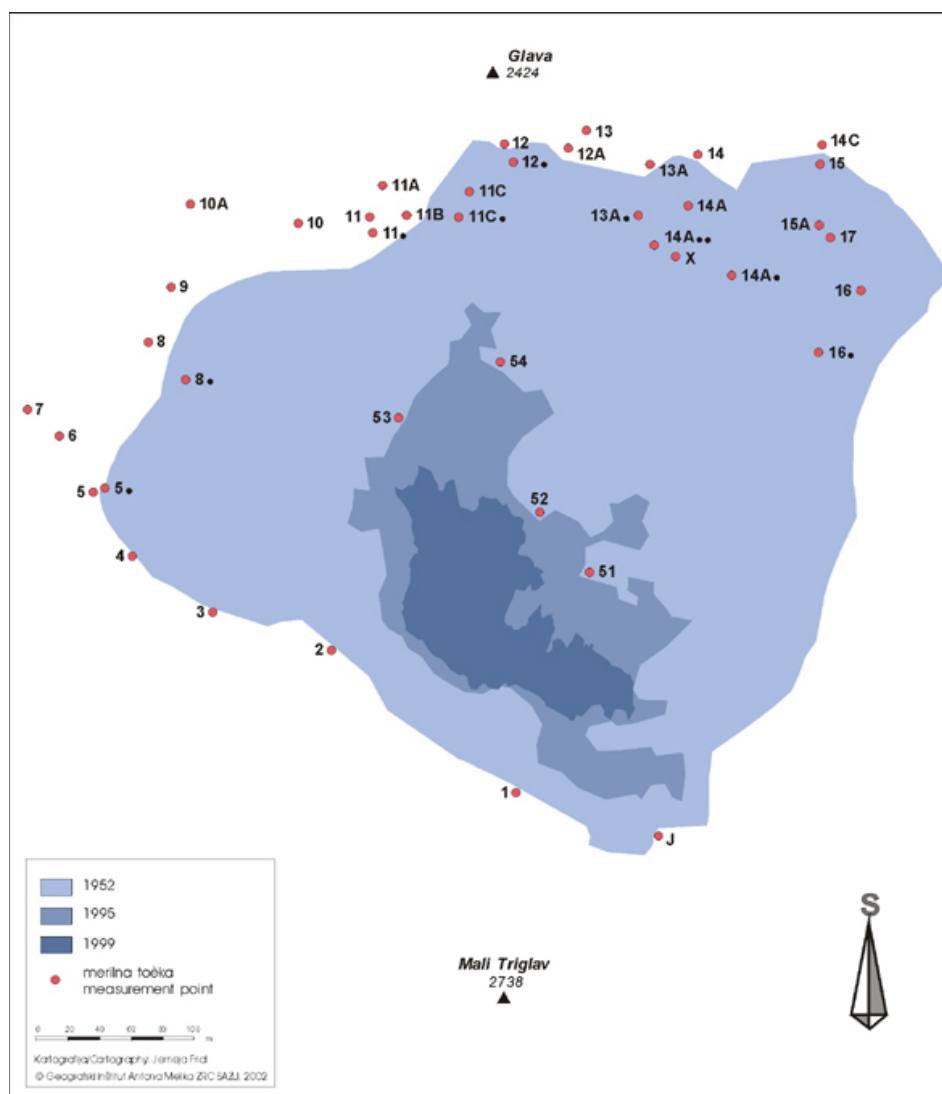 Glava
2424
13
12
12A
14
14C
12•
13A
15
11A
11C
10A
14A
11
11B
11C•
13A•
10
11•
15A
17
14A••
X
14A•
9
16
8
16•
54
8•
7
53
6
5
5•
52
4
51
3
2
1
J
1952
1995
1999
merilna toèka
measurement point
0 20 40 60 80 100 m
S
Mali Triglav
2738
Kartografija/Cartography: Jerneja Fridl
© Geografski inštitut Antona Melika ZRC SAZU, 2002